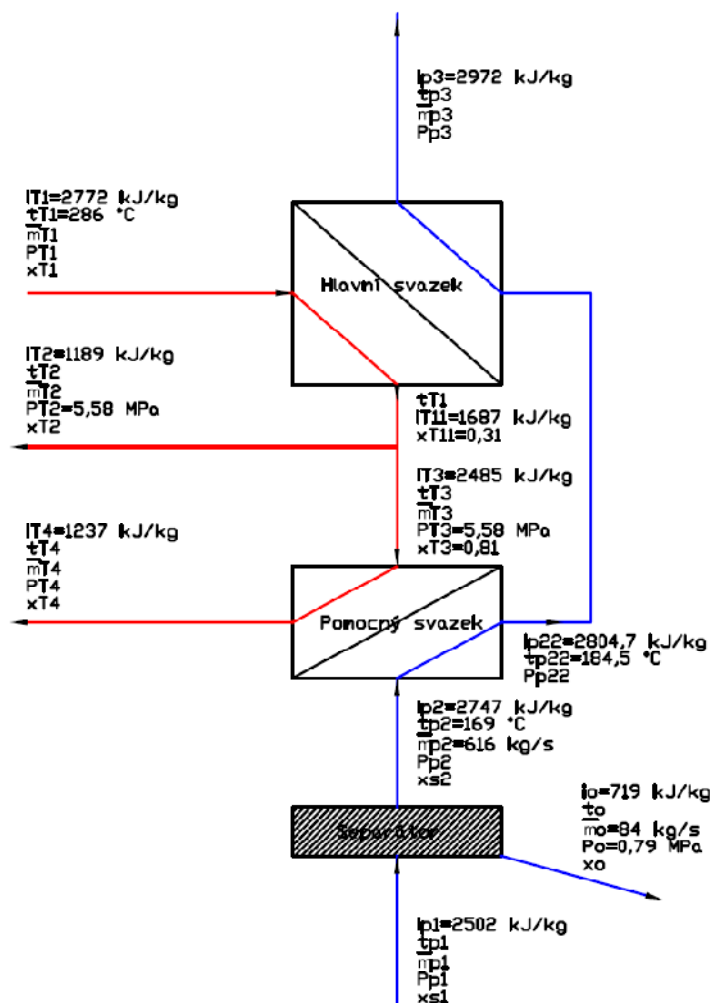 ip3=2972 kJ/kg
tp3
mp3
Pp3
iT1=2772 kJ/kg
tT1=286 °C
mT1
PT1
xT1
Hlavní svazek
iT2=1189 kJ/kg
tT2
mT2
PT2=5,58 MPa
xT2
tT1
iT11=1687 kJ/kg
xT11=0,31
iT3=2485 kJ/kg
tT3
mT3
PT3=5,58 MPa
xT3=0,81
iT4=1237 kJ/kg
tT4
mT4
PT4
xT4
Pomocný svazek
ip22=2804,7 kJ/kg
tp22=184,5 °C
Pp22
ip2=2747 kJ/kg
tp2=169 °C
mp2=616 kg/s
Pp2
xs2
io=719 kJ/kg
to
mo=84 kg/s
Po=0,79 MPa
xo
Separátor
ip1=2502 kJ/kg
tp1
mp1
Pp1
xs1